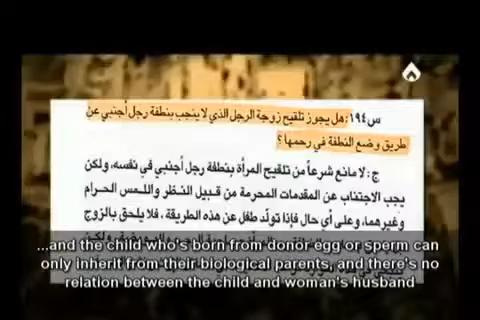 س١٩٤: هل يجوز تلقيح زوجة الرجل الذي لا ينجب بنطفة رجل أجنبي عن
طريق وضع النطفة في رحمها؟
ج: لا مانع شرعاً من تلقيح المرأة بنطفة رجل أجنبي في نفسه، ولكن
يجب الاجتناب عن المقدمات المحرمة من قبيل النظر واللمس الحرام
وغيرهما، وعلى أي حال فإذا تولّد طفل عن هذه الطريقة، فلا يلحق بالزوج
...and the child who's born from donor egg or sperm can
only inherit from their biological parents, and there's no
relation between the child and woman's husband